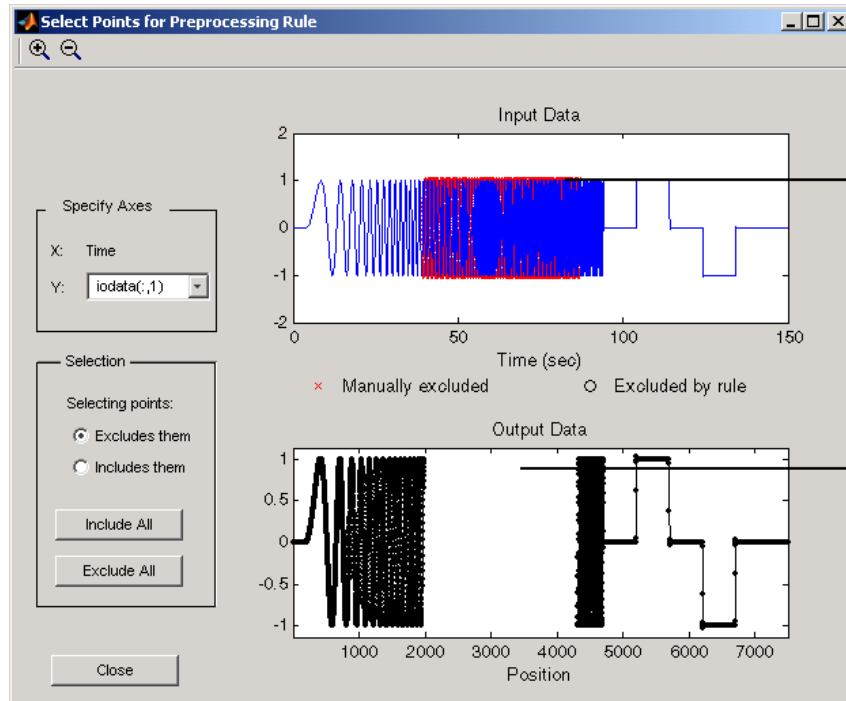 Select Points for Preprocessing Rule
Specify Axes
X: Time
Y: iodata(:,1)
Selection
Selecting points:
Excludes them
Includes them
Include All
Exclude All
Close
Input Data
2
1
0
-1
-2
0 50 100 150
Time (sec)
× Manually excluded O Excluded by rule
Output Data
1
0.5
0
-0.5
-1
1000 2000 3000 4000 5000 6000 7000
Position